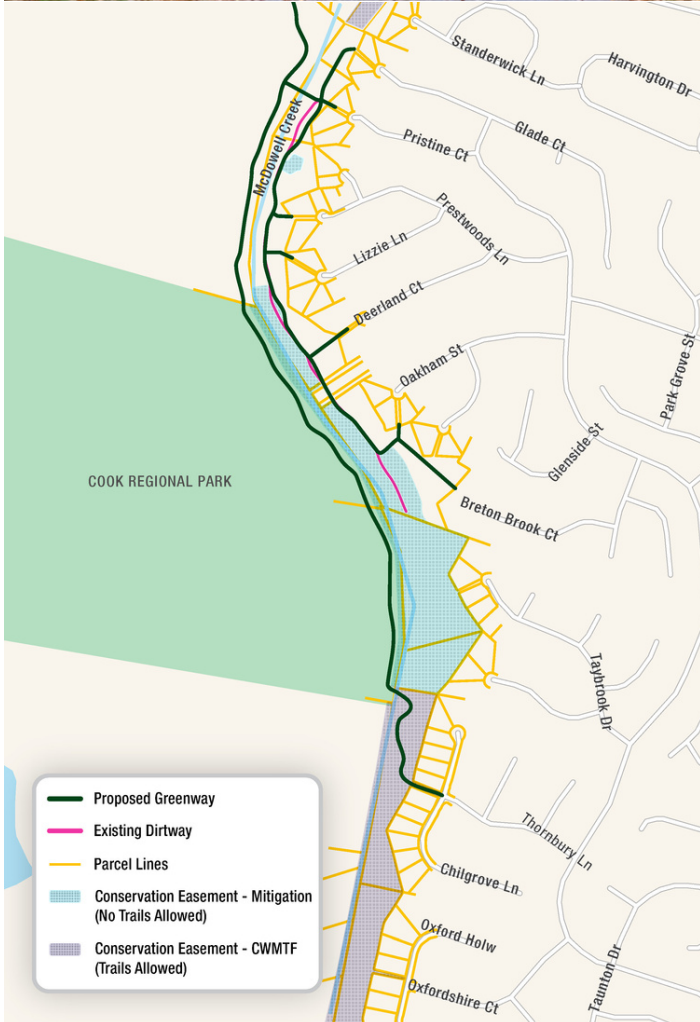 Standerwick Ln
Harvington Dr
Glade Ct
Pristine Ct
McDowell Creek
Prestwoods Ln
Lizzie Ln
Deerland Ct
Park Grove St
Oakham St
Glenside St
COOK REGIONAL PARK
Breton Brook Ct
Taybrook Dr
Thornbury Ln
Chilgrove Ln
Oxford Holw
Taunton Dr
Oxfordshire Ct
Proposed Greenway
Existing Dirtway
Parcel Lines
Conservation Easement - Mitigation
(No Trails Allowed)
Conservation Easement - CWMTF
(Trails Allowed)